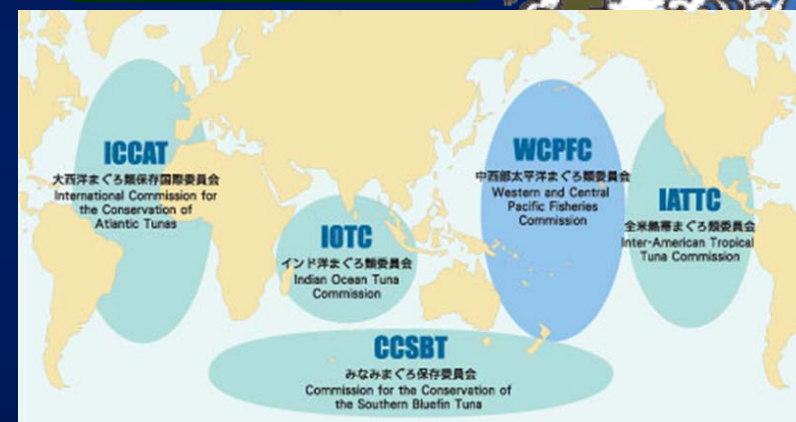 ICCAT
大西洋まぐろ類保存国際委員会
International Commission for
the Conservation of
Atlantic Tunas
IOTC
インド洋まぐろ類委員会
Indian Ocean Tuna
Commission
WCPFC
中西部太平洋まぐろ類委員会
Western and Central
Pacific Fisheries
Commission
IATTC
全米熱帯まぐろ類委員会
Inter-American Tropical
Tuna Commission
CCSBT
みなみまぐろ保存委員会
Commission for the Conservation of
the Southern Bluefin Tuna